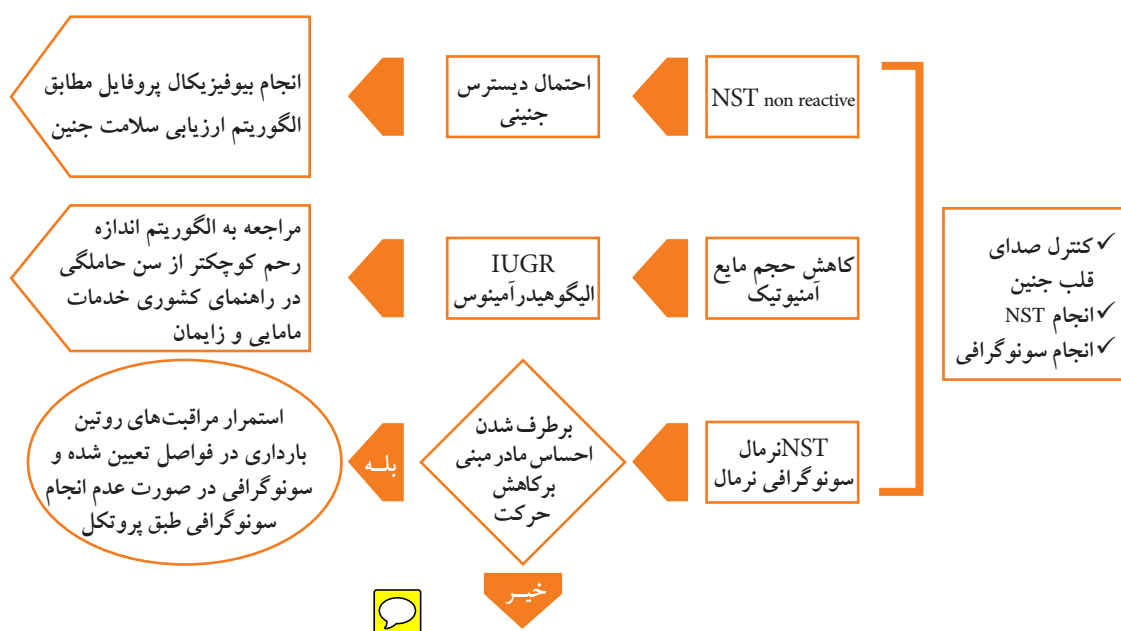 کنترل صدای
قلب جنین
انجام NST
انجام سونوگرافی
NST non reactive
احتمال دیسترس
جنینی
انجام بیوفیزیکال پروفایل مطابق
الگوریتم ارزیابی سلامت جنین
کاهش حجم مایع
آمنیوتیک
IUGR
الیگوهیدرآمینوس
مراجعه به الگوریتم اندازه
رحم کوچکتر از سن حاملگی
در راهنمای کشوری خدمات
مامایی و زایمان
NSTنرمال
سونوگرافی نرمال
برطرف شدن
احساس مادر مبنی
برکاهش
حرکت
بلـه
استمرار مراقبت‌های روتین
بارداری در فواصل تعیین شده و
سونوگرافی در صورت عدم انجام
سونوگرافی طبق پروتکل
خیـر